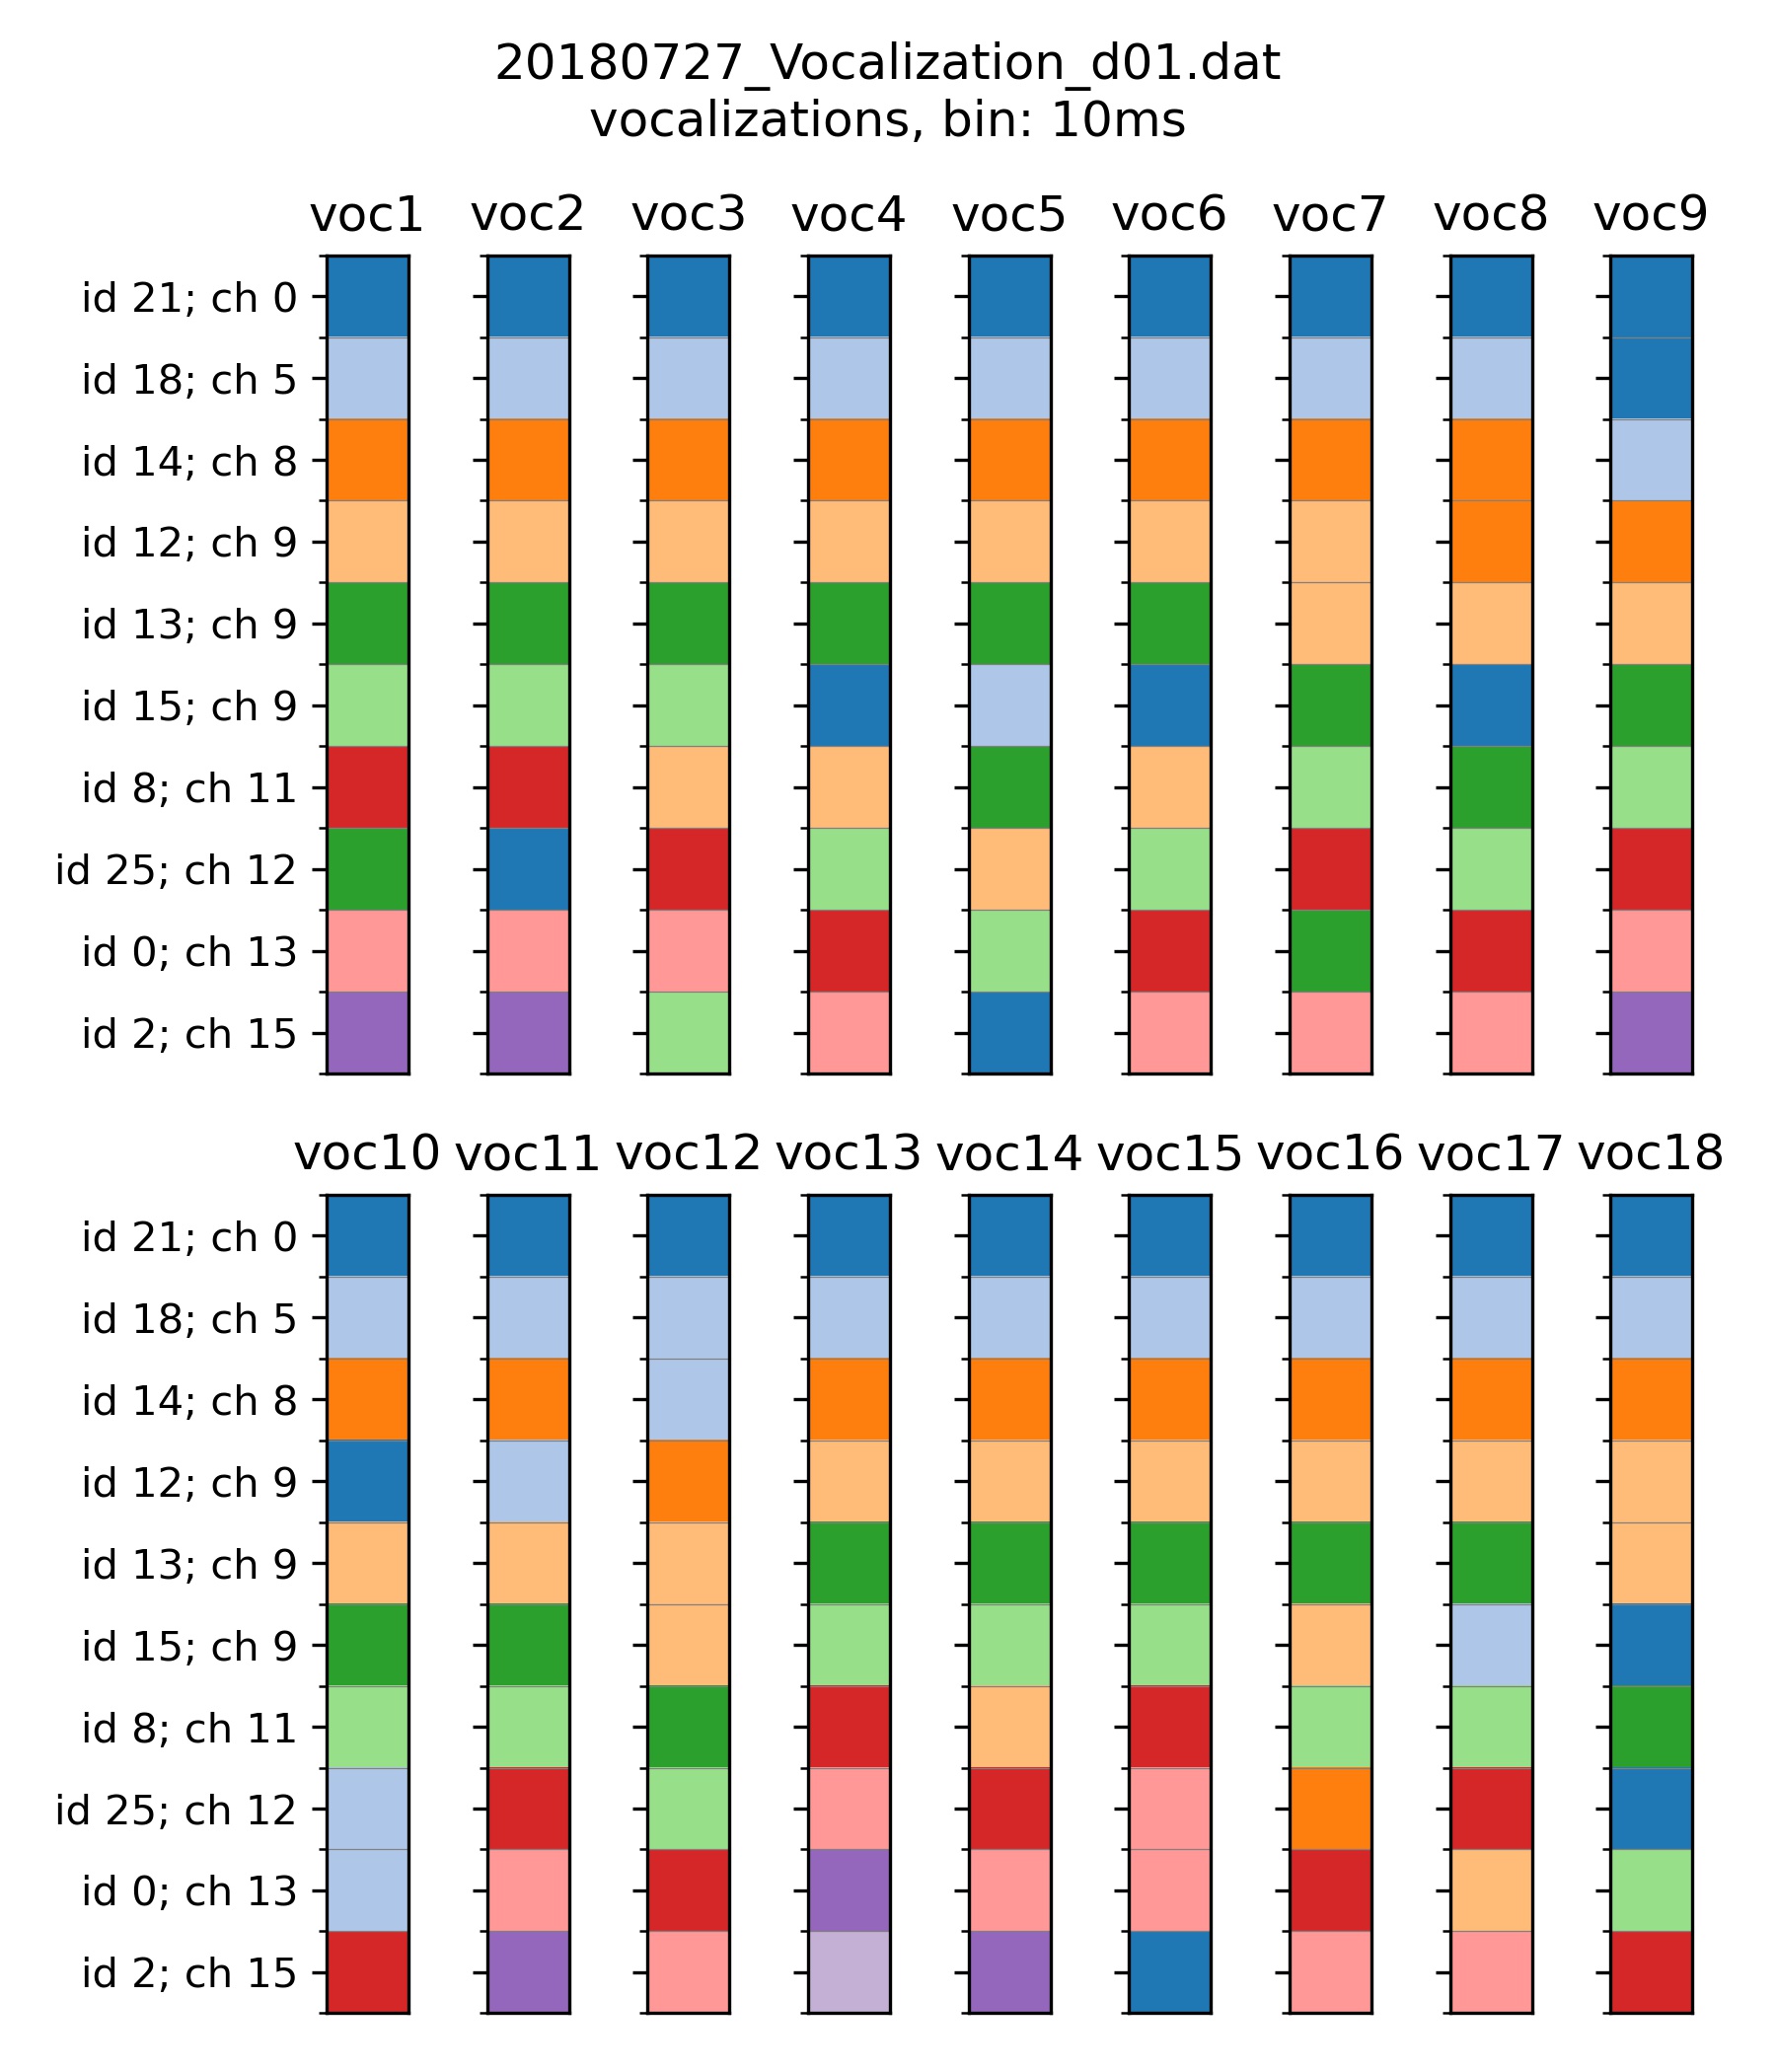 20180727_Vocalization_d01.dat
vocalizations, bin: 10ms
voc1 voc2 voc3 voc4 voc5 voc6 voc7 voc8 voc9
id 21; ch 0
id 18; ch 5
id 14; ch 8
id 12; ch 9
id 13; ch 9
id 15; ch 9
id 8; ch 11
id 25; ch 12
id 0; ch 13
id 2; ch 15
voc10 voc11 voc12 voc13 voc14 voc15 voc16 voc17 voc18
id 21; ch 0
id 18; ch 5
id 14; ch 8
id 12; ch 9
id 13; ch 9
id 15; ch 9
id 8; ch 11
id 25; ch 12
id 0; ch 13
id 2; ch 15